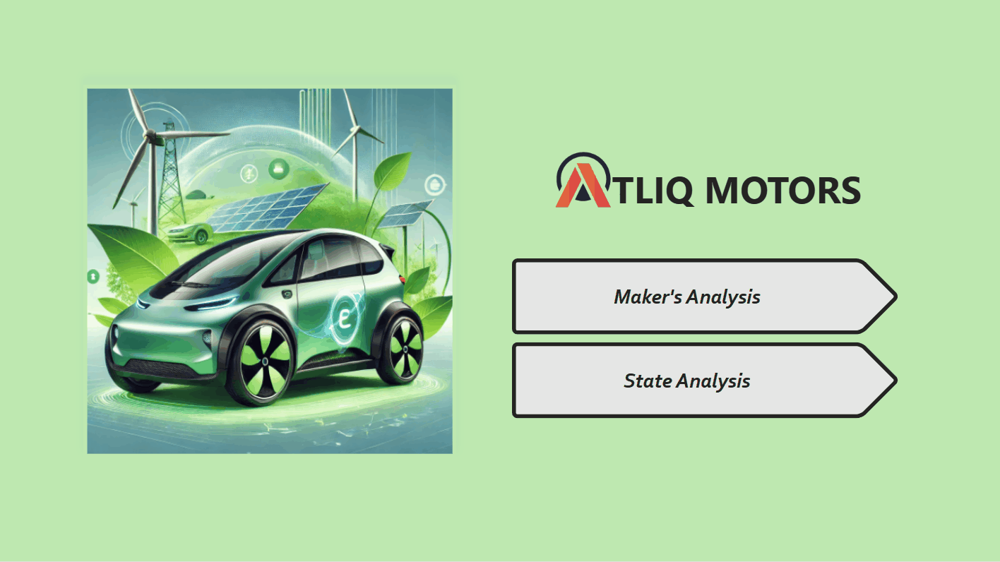 ATLIQ MOTORS
Maker's Analysis
State Analysis
ε